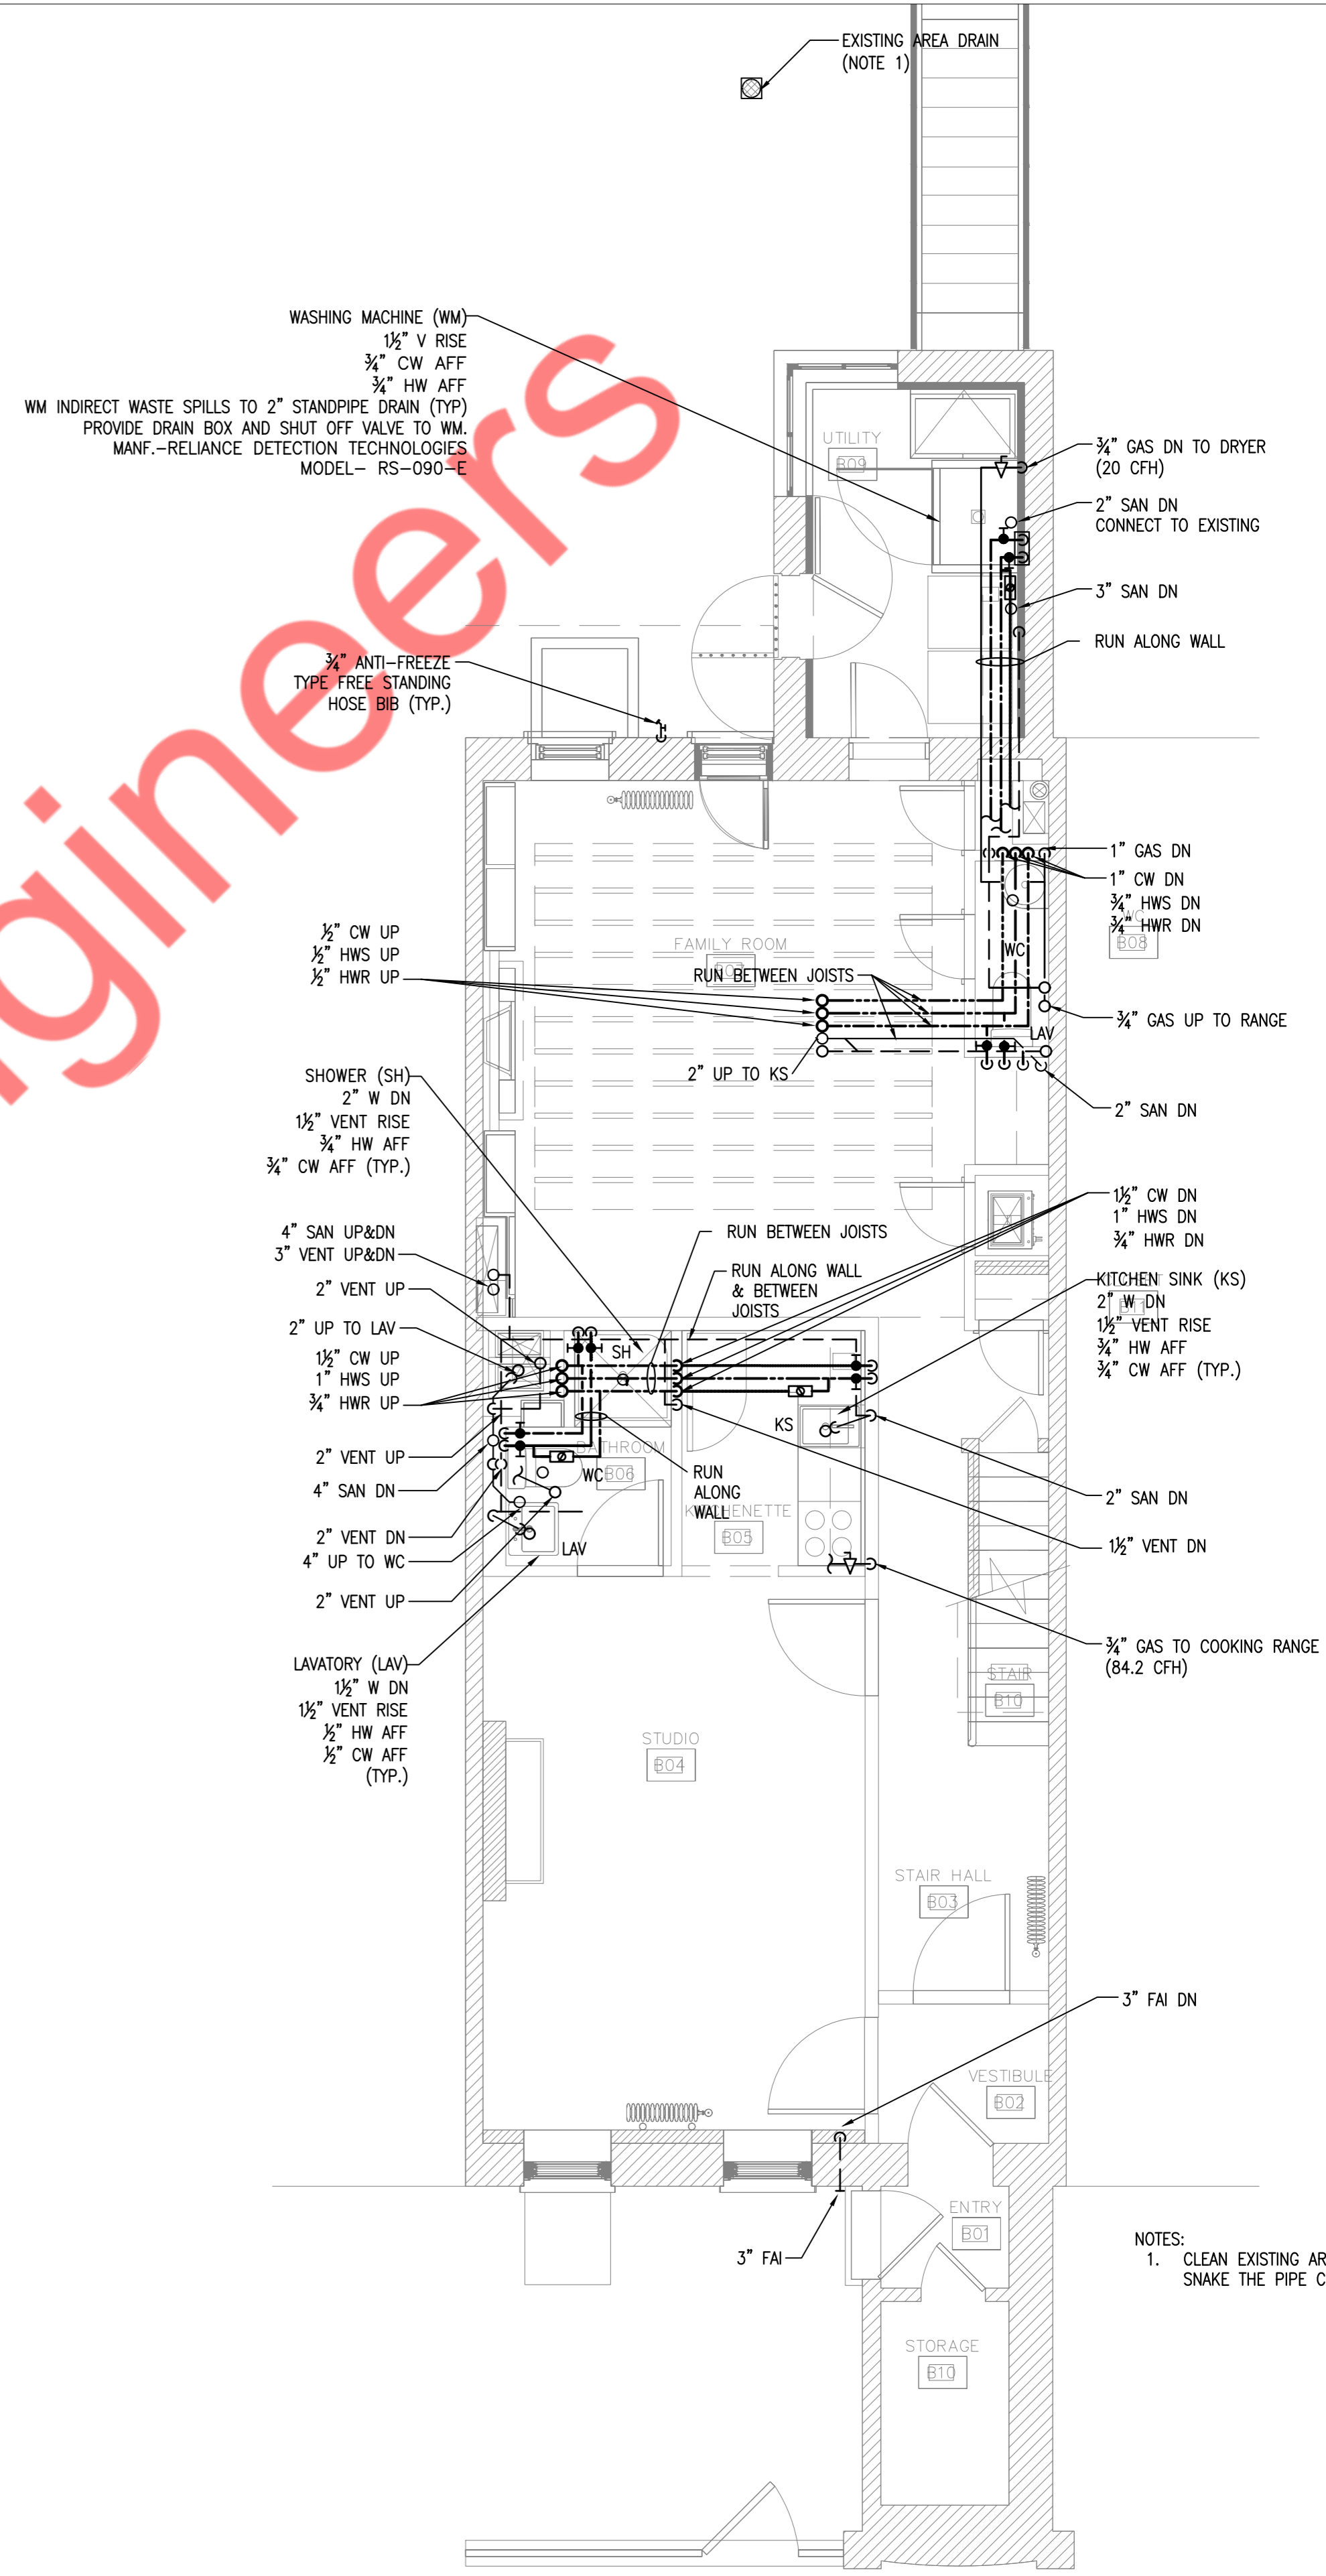 EXISTING AREA DRAIN
(NOTE 1)
WASHING MACHINE (WM)
1½" V RISE
¾" CW AFF
¾" HW AFF
WM INDIRECT WASTE SPILLS TO 2" STANDPIPE DRAIN (TYP)
PROVIDE DRAIN BOX AND SHUT OFF VALVE TO WM.
MANF.-RELIANCE DETECTION TECHNOLOGIES
MODEL- RS-090-E
UTILITY
B09
¾" GAS DN TO DRYER
(20 CFH)
2" SAN DN
CONNECT TO EXISTING
3" SAN DN
RUN ALONG WALL
¾" ANTI-FREEZE
TYPE FREE STANDING
HOSE BIB (TYP.)
gineers
1" GAS DN
1" CW DN
¾" HWS DN
¾" HWR DN
WC
B08
½" CW UP
½" HWS UP
½" HWR UP
FAMILY ROOM
B07
RUN BETWEEN JOISTS
WC
LAV
¾" GAS UP TO RANGE
2" UP TO KS
2" SAN DN
SHOWER (SH)
2" W DN
1½" VENT RISE
¾" HW AFF
¾" CW AFF (TYP.)
1½" CW DN
1" HWS DN
¾" HWR DN
4" SAN UP&DN
3" VENT UP&DN
2" VENT UP
2" UP TO LAV
1½" CW UP
1" HWS UP
¾" HWR UP
2" VENT UP
4" SAN DN
2" VENT DN
4" UP TO WC
2" VENT UP
RUN BETWEEN JOISTS
RUN ALONG WALL
& BETWEEN
JOISTS
KITCHEN SINK (KS)
2" W DN
1½" VENT RISE
¾" HW AFF
¾" CW AFF (TYP.)
B11
SH
KS
BATHROOM
B06
WC
LAV
RUN
ALONG
WALL
KITCHENETTE
B05
2" SAN DN
1½" VENT DN
¾" GAS TO COOKING RANGE
(84.2 CFH)
LAVATORY (LAV)
1½" W DN
1½" VENT RISE
½" HW AFF
½" CW AFF
(TYP.)
STAIR
B10
STUDIO
B04
STAIR HALL
B03
3" FAI DN
VESTIBULE
B02
ENTRY
B01
3" FAI
NOTES:
1. CLEAN EXISTING AR
SNAKE THE PIPE C
STORAGE
B10